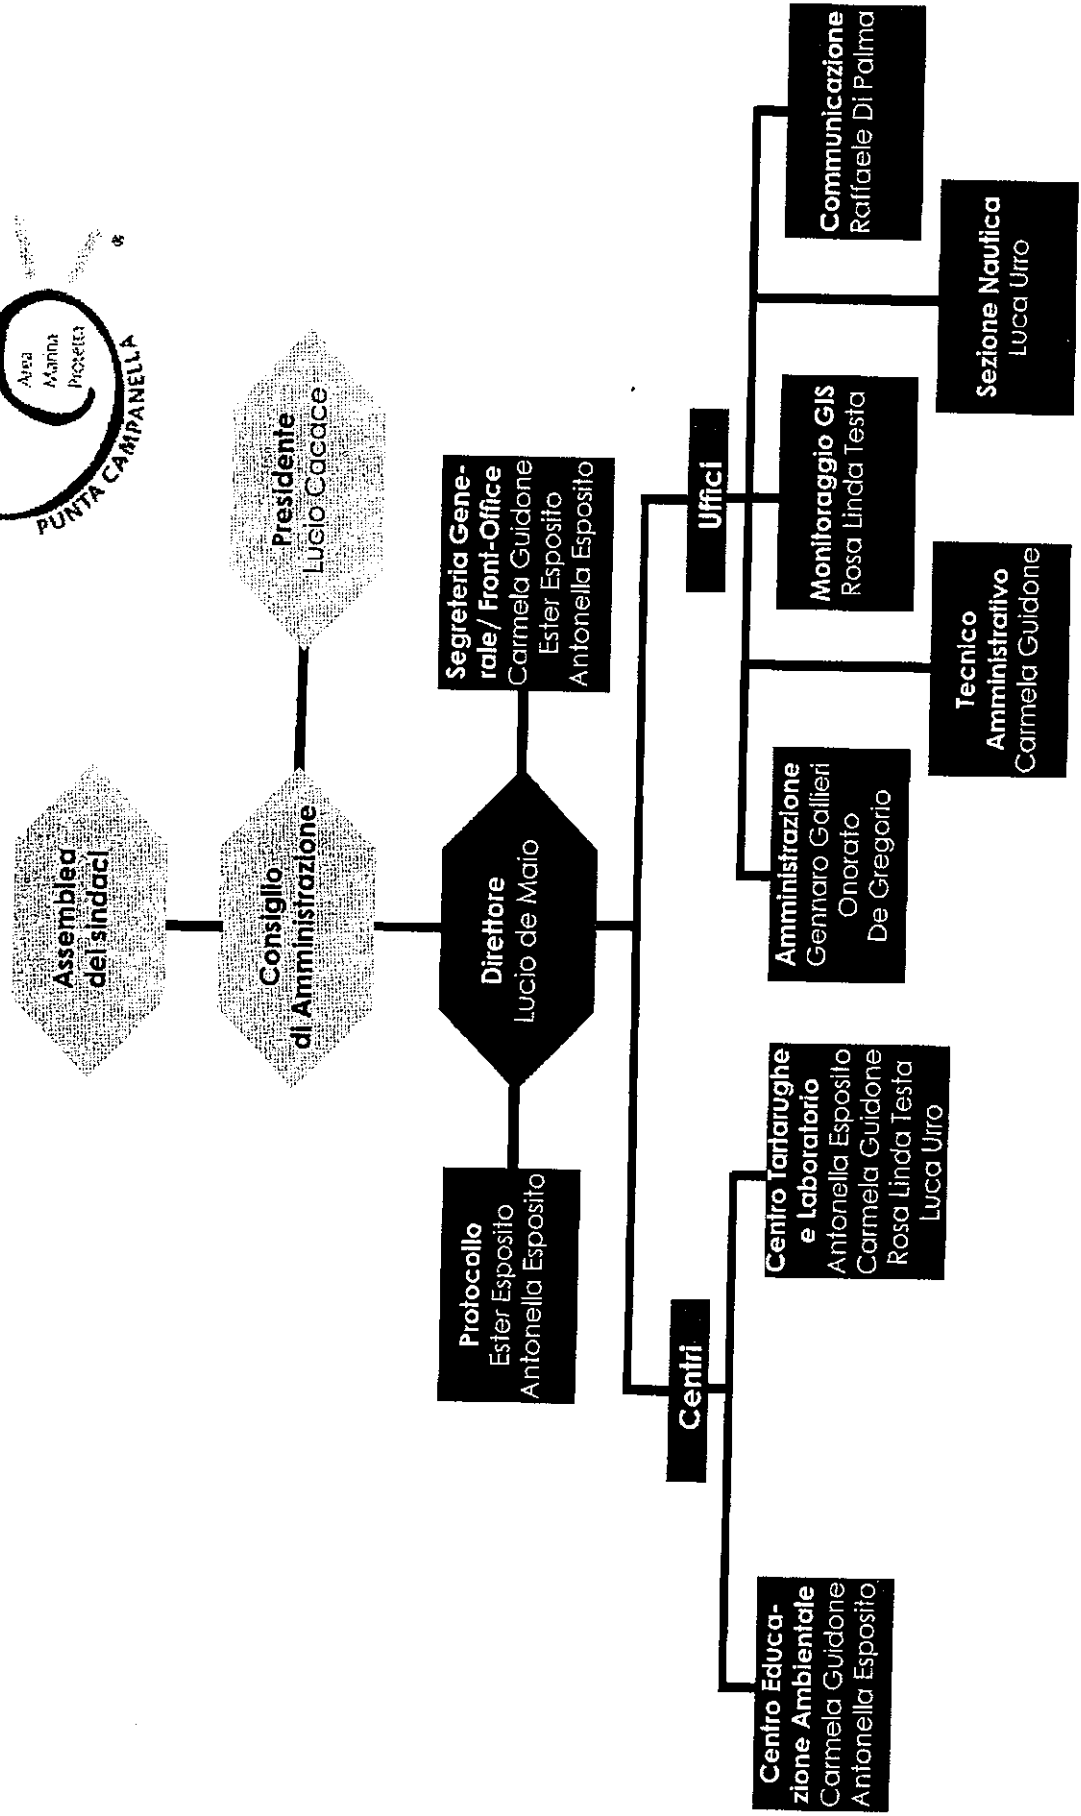 Area
Marina
Protetta
PUNTA CAMPANELLA
®
Assemblea
dei sindaci
Consiglio
di Amministrazione
Presidente
Lucio Cacace
Direttore
Lucio de Maio
Protocollo
Ester Esposito
Antonella Esposito
Segreteria Gene-
rale/ Front-Office
Carmela Guidone
Ester Esposito
Antonella Esposito
Centri
Uffici
Centro Educa-
zione Ambientale
Carmela Guidone
Antonella Esposito
Centro Tartarughe
e Laboratorio
Antonella Esposito
Carmela Guidone
Rosa Linda Testa
Luca Urro
Amministrazione
Gennaro Gallieri
Onorato
De Gregorio
Tecnico
Amministrativo
Carmela Guidone
Monitoraggio GIS
Rosa Linda Testa
Sezione Nautica
Luca Urro
Communicazione
Raffaele Di Palma